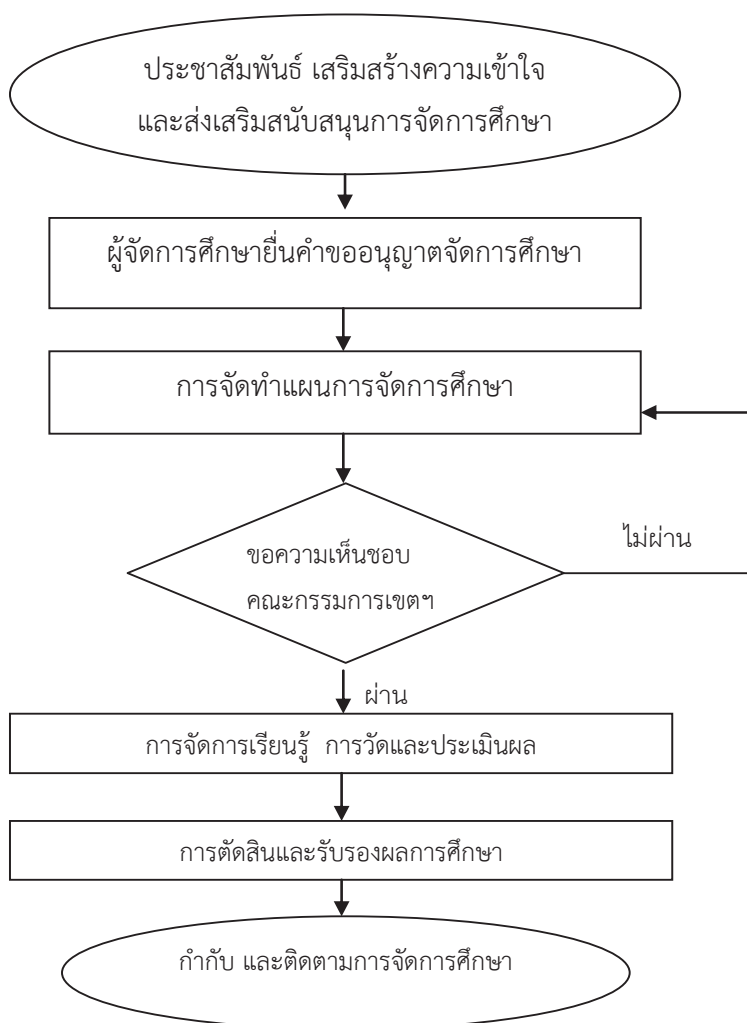 ประชาสัมพันธ์ เสริมสร้างความเข้าใจ
และส่งเสริมสนับสนุนการจัดการศึกษา
ผู้จัดการศึกษายื่นคำขออนุญาตจัดการศึกษา
การจัดทำแผนการจัดการศึกษา
ขอความเห็นชอบ
คณะกรรมการเขตฯ
ไม่ผ่าน
ผ่าน
การจัดการเรียนรู้ การวัดและประเมินผล
การตัดสินและรับรองผลการศึกษา
กำกับ และติดตามการจัดการศึกษา